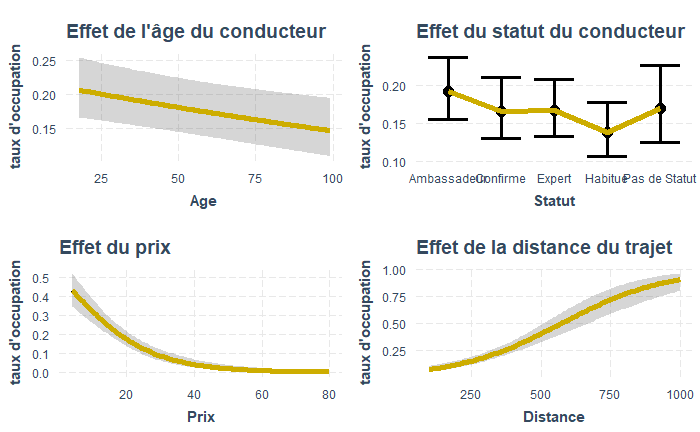 Effet de l'âge du conducteur
taux d'occupation
0.25
0.20
0.15
25 50 75 100
Age
Effet du statut du conducteur
taux d'occupation
0.20
0.15
0.10
Ambassadeur Confirme Expert Habitue Pas de Statut
Statut
Effet du prix
taux d'occupation
0.5
0.4
0.3
0.2
0.1
0.0
20 40 60 80
Prix
Effet de la distance du trajet
taux d'occupation
1.00
0.75
0.50
0.25
250 500 750 1000
Distance